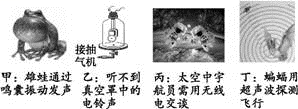 接抽
气机
甲：雄蛙通过
鸣囊振动发声
乙：听不到
真空罩中的
电铃声
丙：太空中宇
航员需用无线
电交谈
丁：蝙蝠用
超声波探测
飞行